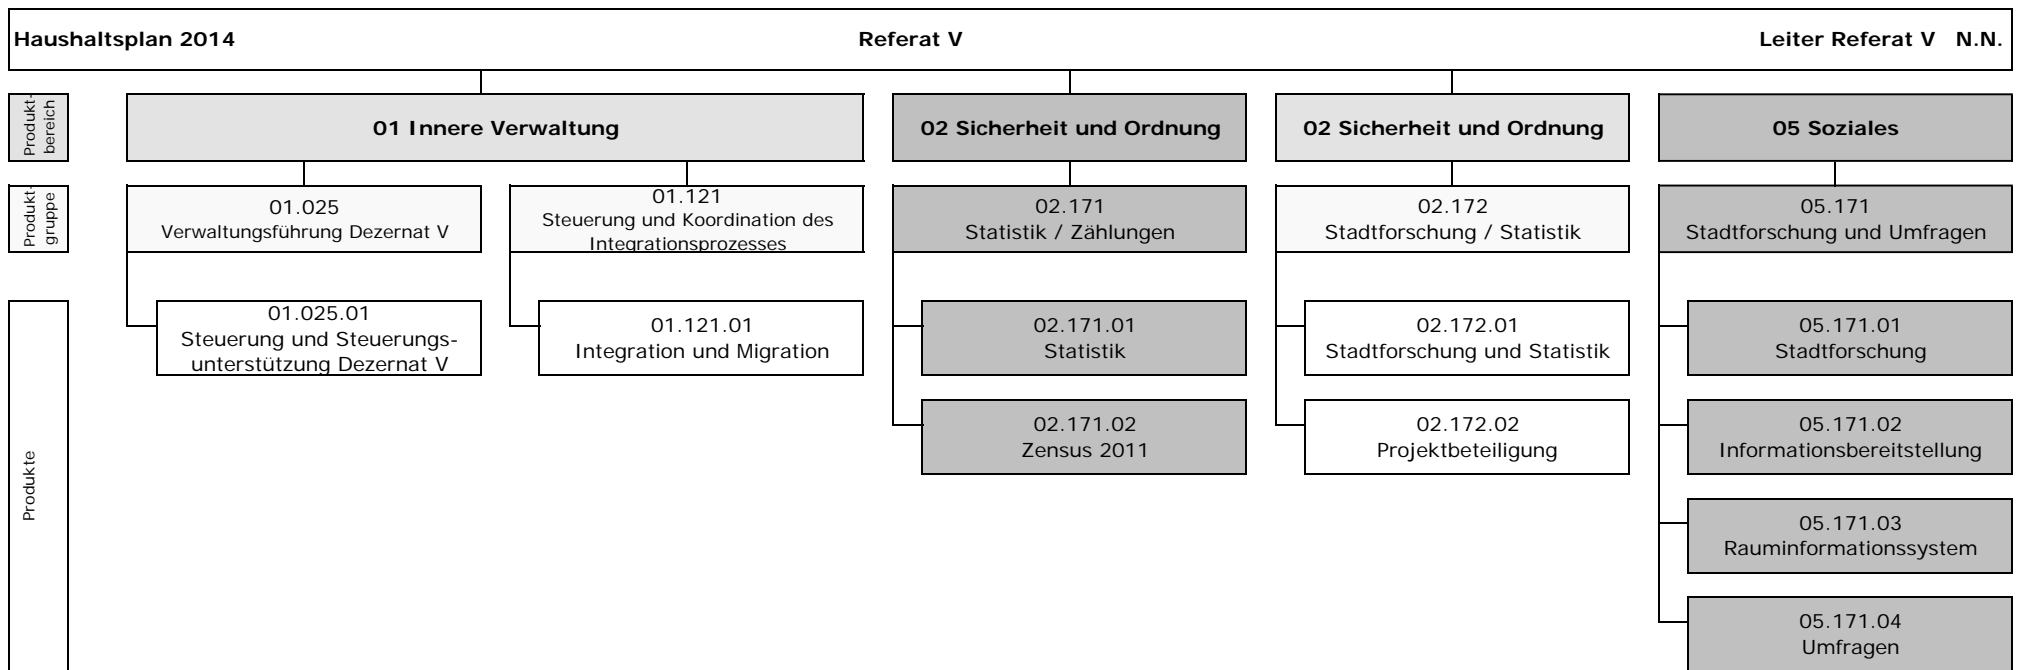 Haushaltsplan 2014 Referat V Leiter Referat V N.N.
Produkt-
bereich
01 Innere Verwaltung
02 Sicherheit und Ordnung
02 Sicherheit und Ordnung
05 Soziales
Produkt-
gruppe
01.025
Verwaltungsführung Dezernat V
01.121
Steuerung und Koordination des
Integrationsprozesses
02.171
Statistik / Zählungen
02.172
Stadtforschung / Statistik
05.171
Stadtforschung und Umfragen
Produkte
01.025.01
Steuerung und Steuerungs-
unterstützung Dezernat V
01.121.01
Integration und Migration
02.171.01
Statistik
02.172.01
Stadtforschung und Statistik
05.171.01
Stadtforschung
02.171.02
Zensus 2011
02.172.02
Projektbeteiligung
05.171.02
Informationsbereitstellung
05.171.03
Rauminformationssystem
05.171.04
Umfragen